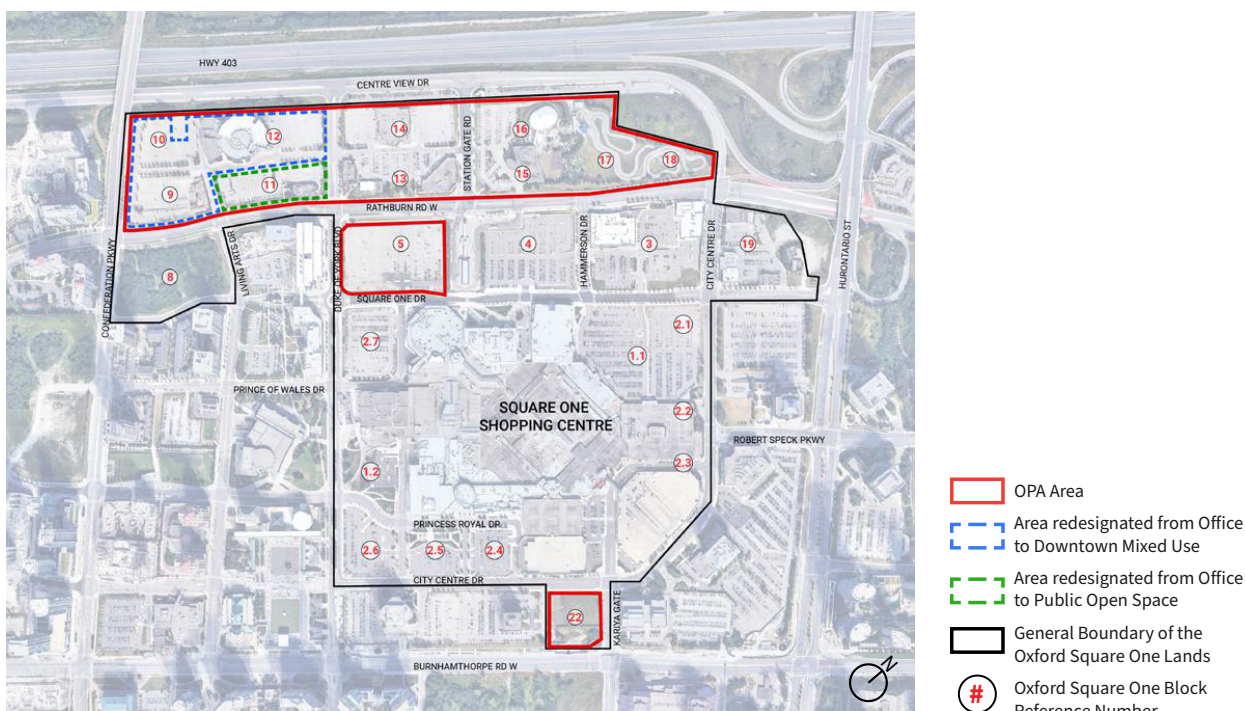 HWY 403
CENTRE VIEW DR
10
12
14
16
17
18
STATION GATE RD
9
11
13
15
RATHBURN RD W
CONFEDERATION PKWY
8
LIVING ARTS DR
DUKE OF YORK BLVD
5
4
HAMMERSON DR
3
CITY CENTRE DR
19
HURONTARIO ST
SQUARE ONE DR
2.7
2.1
1.1
PRINCE OF WALES DR
SQUARE ONE
SHOPPING CENTRE
2.2
ROBERT SPECK PKWY
1.2
2.3
PRINCESS ROYAL DR
2.6
2.5
2.4
CITY CENTRE DR
22
KARIYA GATE
BURNHAMTHORPE RD W
N
OPA Area
Area redesignated from Office
to Downtown Mixed Use
Area redesignated from Office
to Public Open Space
General Boundary of the
Oxford Square One Lands
#
Oxford Square One Block
Reference Number